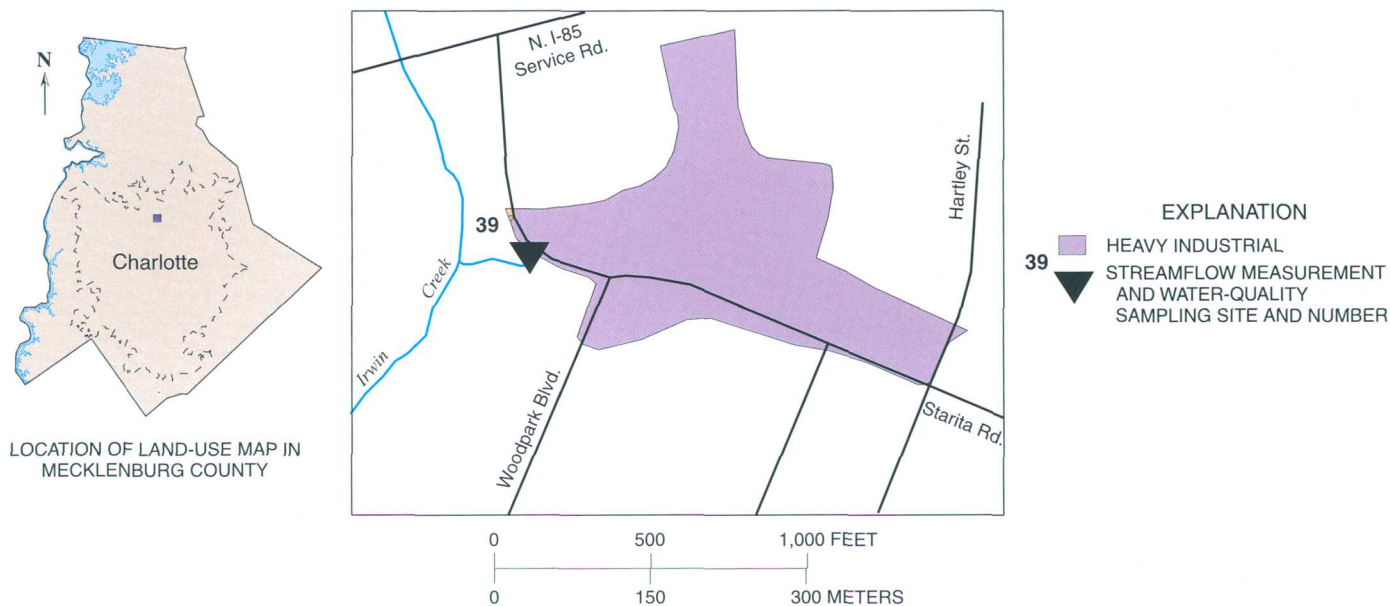 N
Charlotte
LOCATION OF LAND-USE MAP IN
MECKLENBURG COUNTY
N. I-85
Service Rd.
Hartley St.
39
Creek
Irwin
Woodpark Blvd.
Starita Rd.
0 500 1,000 FEET
0 150 300 METERS
EXPLANATION
HEAVY INDUSTRIAL
39 STREAMFLOW MEASUREMENT
AND WATER-QUALITY
SAMPLING SITE AND NUMBER